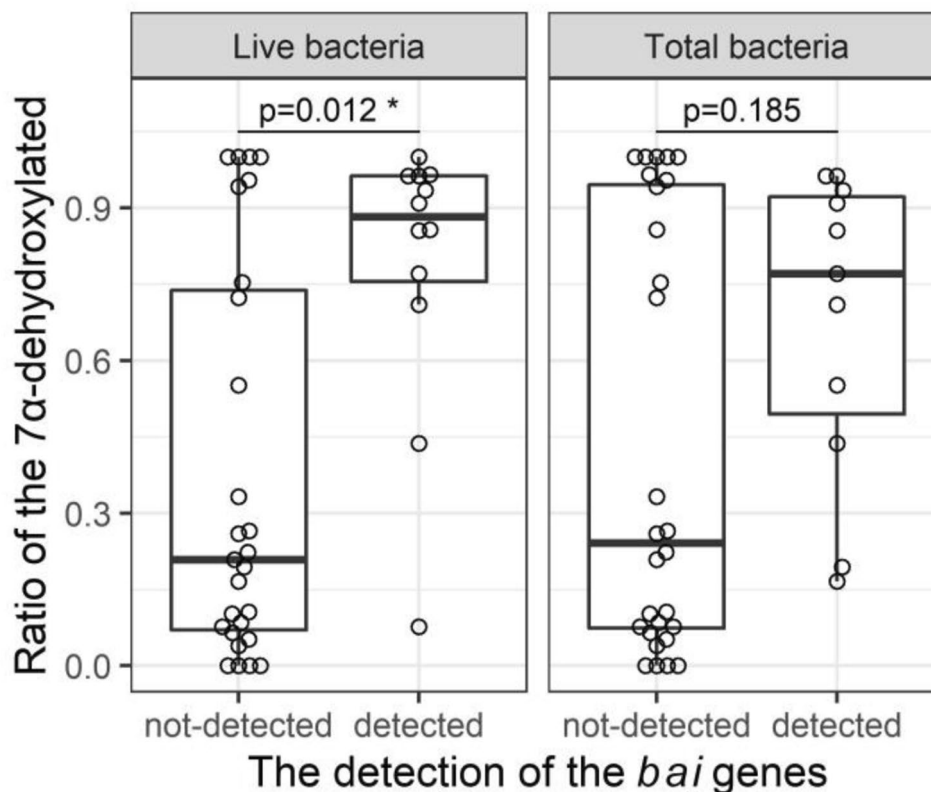 Live bacteria
Total bacteria
p=0.012 *
p=0.185
Ratio of the 7α-dehydroxylated
0.9
0.6
0.3
0.0
not-detected
detected
not-detected
detected
The detection of the bai genes